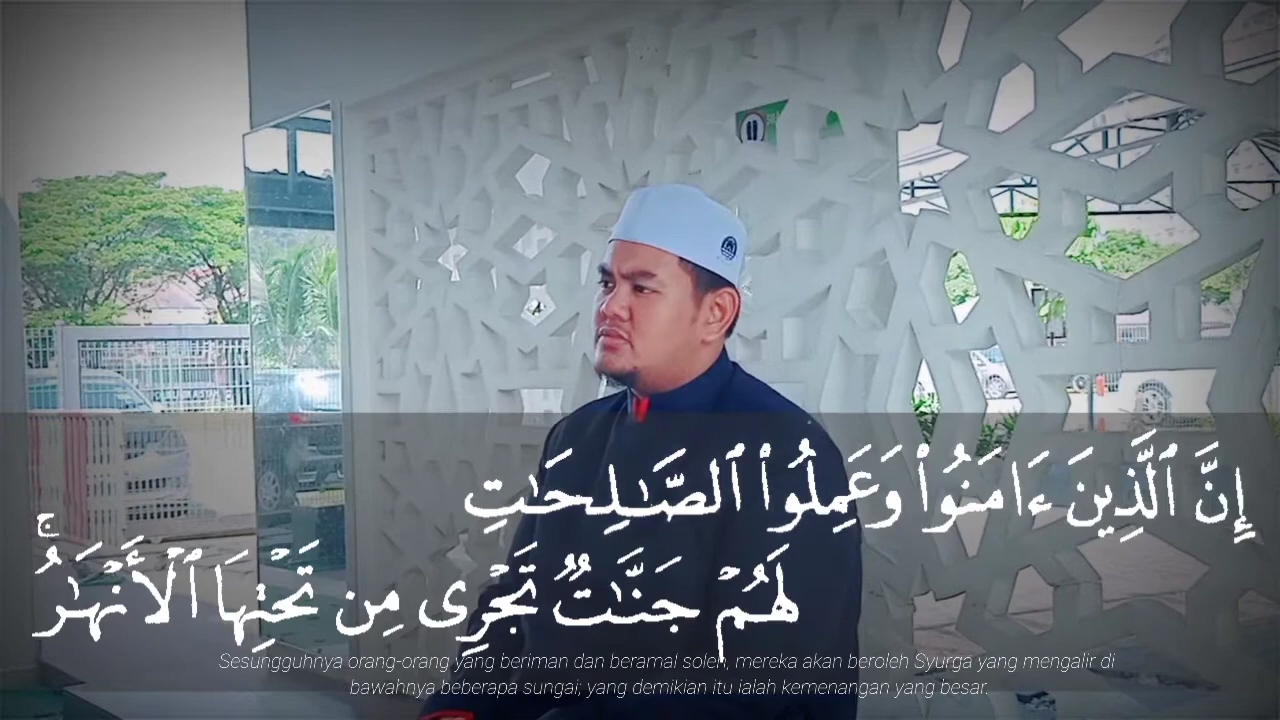 إِنَّ ٱلَّذِينَ ءَامَنُوا۟ وَعَمِلُوا۟ ٱلصَّـٰلِحَـٰتِ
لَهُمْ جَنَّـٰتٌ تَجْرِى مِن تَحْتِهَا ٱلْأَنْهَـٰرُ ۚ
Sesungguhnya orang-orang yang beriman dan beramal soleh, mereka akan beroleh Syurga yang mengalir di
bawahnya beberapa sungai; yang demikian itu ialah kemenangan yang besar.